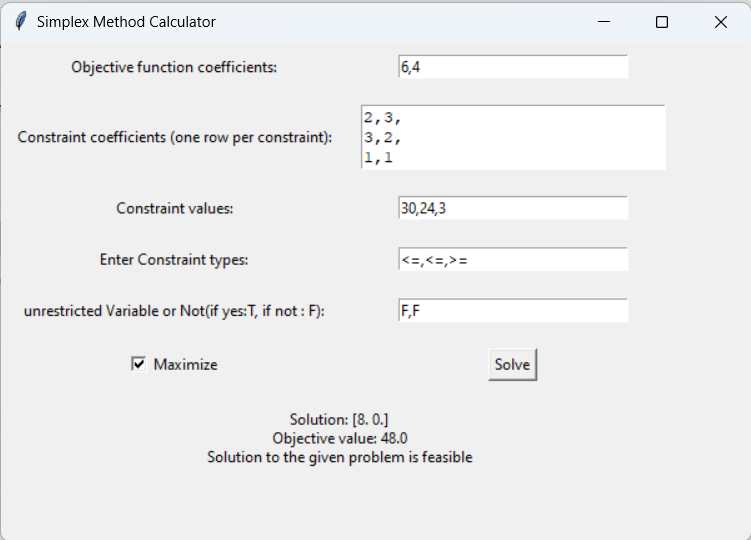 Simplex Method Calculator
Objective function coefficients: 6,4
2,3,
Constraint coefficients (one row per constraint): 3,2,
1,1
Constraint values: 30,24,3
Enter Constraint types: <=,<=,>=
unrestricted Variable or Not(if yes:T, if not : F): F,F
Maximize Solve
Solution: [8. 0.]
Objective value: 48.0
Solution to the given problem is feasible